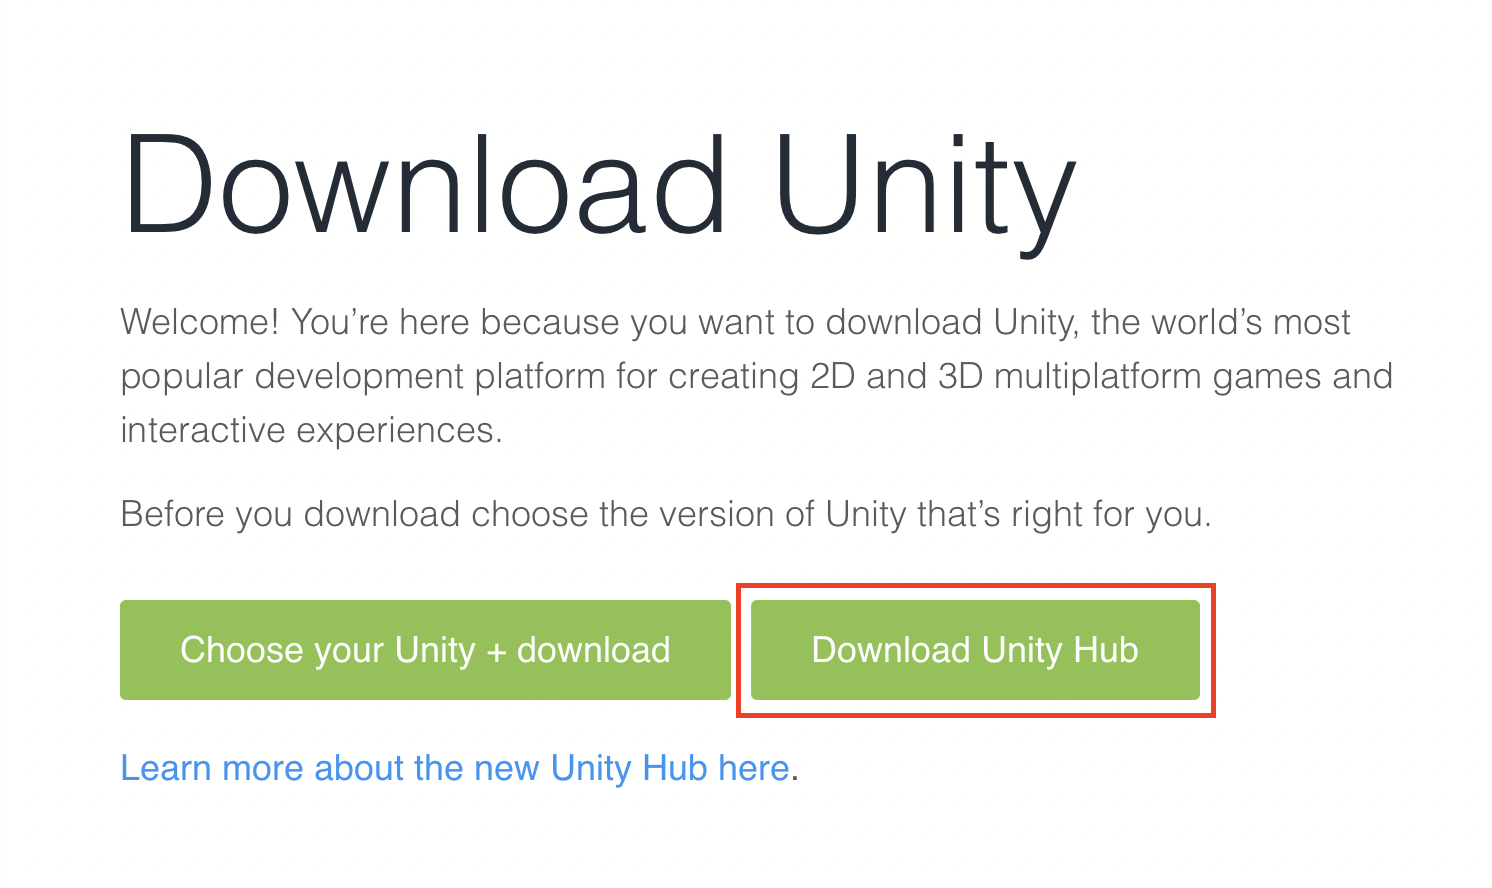 Download Unity
Welcome! You’re here because you want to download Unity, the world’s most
popular development platform for creating 2D and 3D multiplatform games and
interactive experiences.
Before you download choose the version of Unity that’s right for you.
Choose your Unity + download
Download Unity Hub
Learn more about the new Unity Hub here.